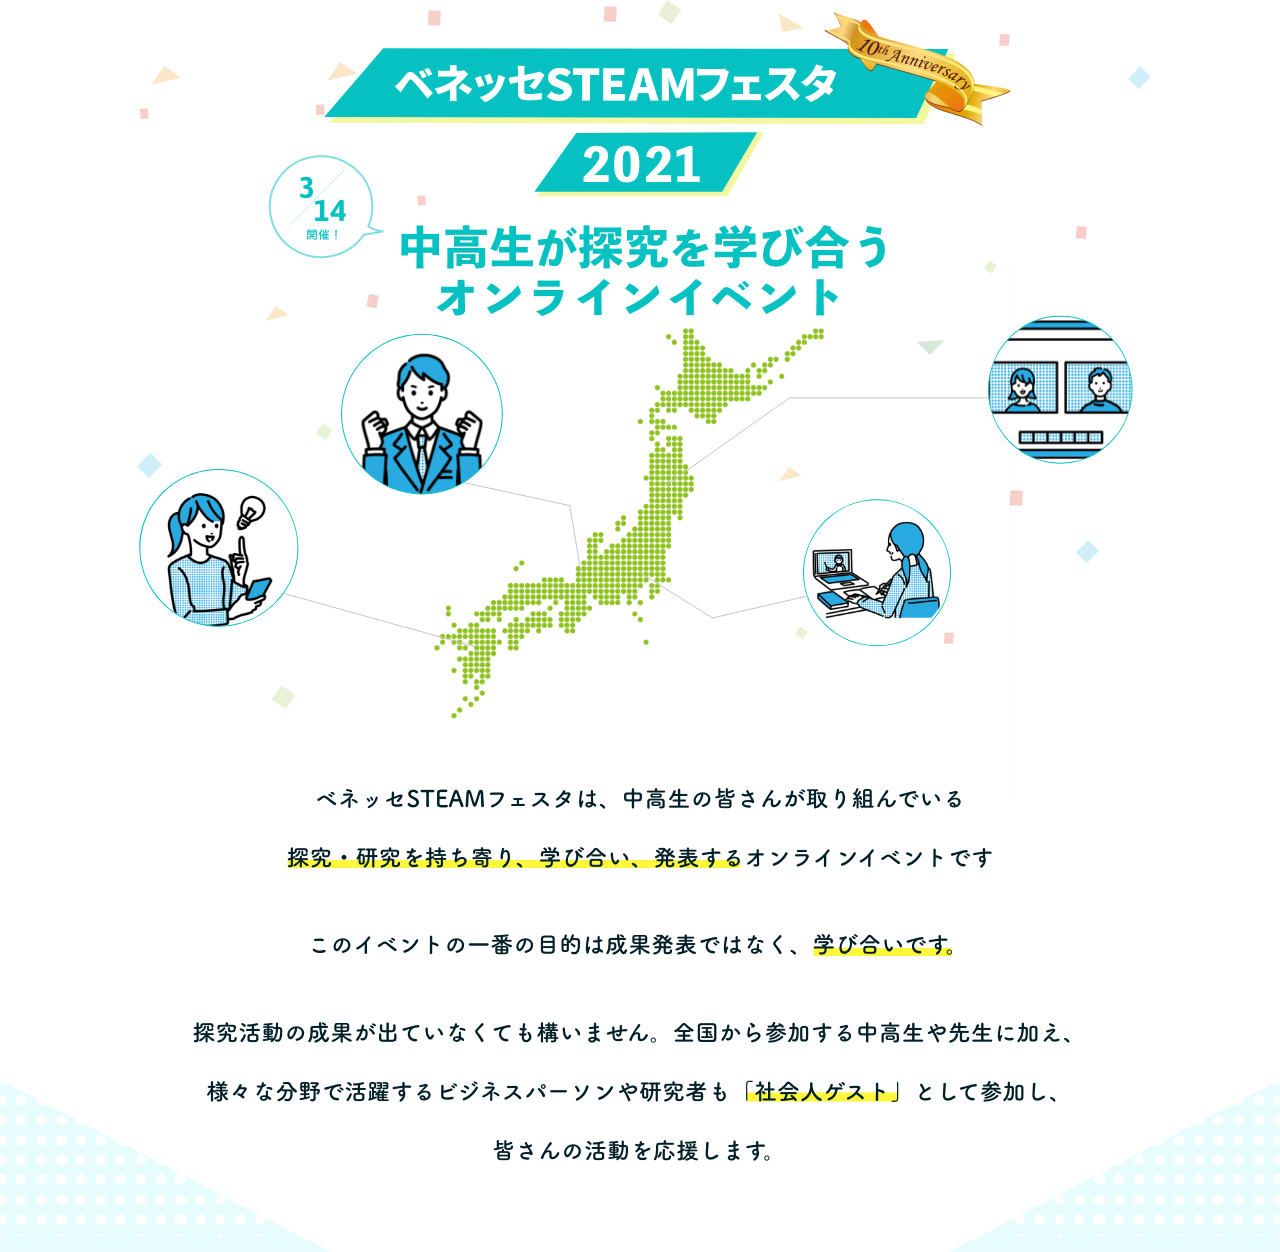 ベネッセSTEAMフェスタ
10th Anniversary
2021
3
14
開催！
中高生が探究を学び合う
オンラインイベント
ベネッセSTEAMフェスタは、中高生の皆さんが取り組んでいる
探究・研究を持ち寄り、学び合い、発表するオンラインイベントです
このイベントの一番の目的は成果発表ではなく、学び合いです。
探究活動の成果が出ていなくても構いません。全国から参加する中高生や先生に加え、
様々な分野で活躍するビジネスパーソンや研究者も「社会人ゲスト」として参加し、
皆さんの活動を応援します。